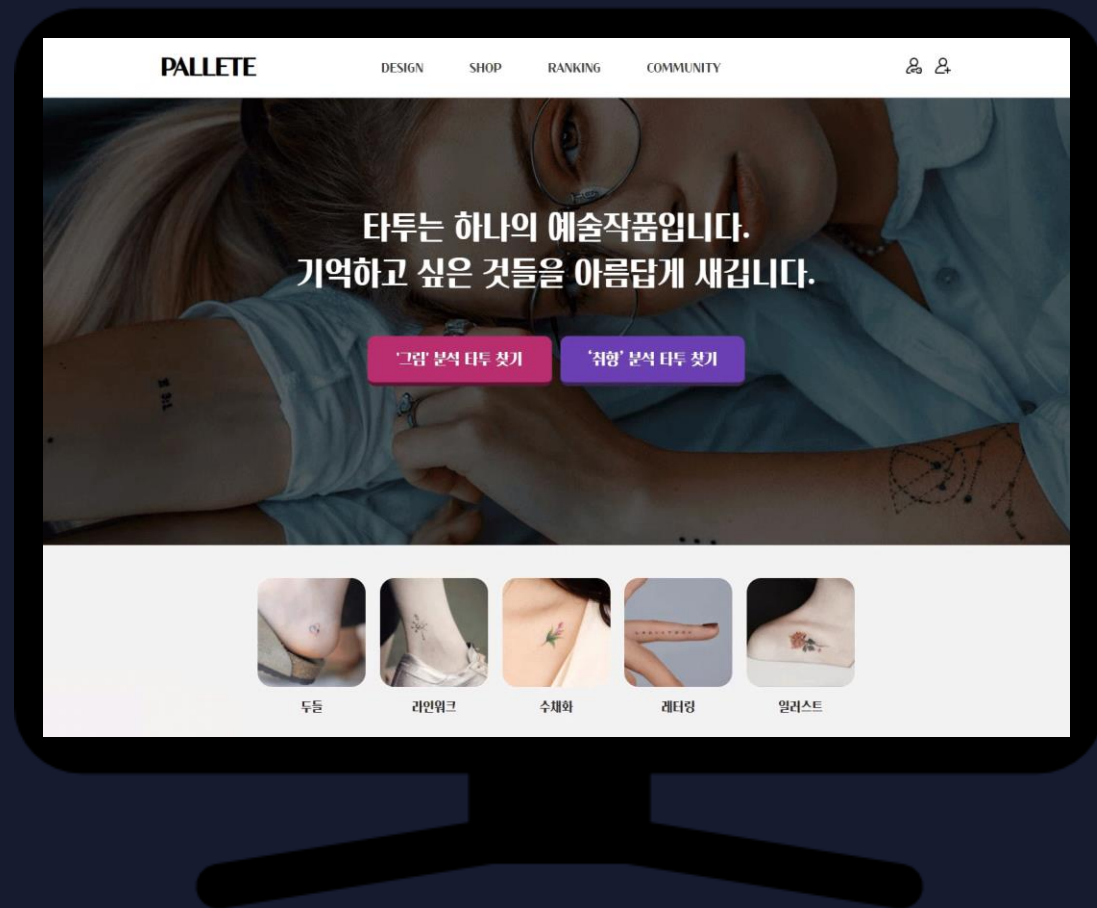 PALLETE
DESIGN SHOP RANKING COMMUNITY
타투는 하나의 예술작품입니다.
기억하고 싶은 것들을 아름답게 새깁니다.
'그림' 분석 타투 찾기
‘취향’ 분석 타투 찾기
두들 라인워크 수채화 레터링 일러스트